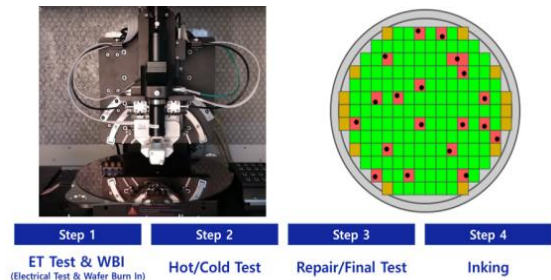 Step 1
Step 2
Step 3
Step 4
ET Test & WBI
(Electrical Test & Wafer Burn In)
Hot/Cold Test
Repair/Final Test
Inking